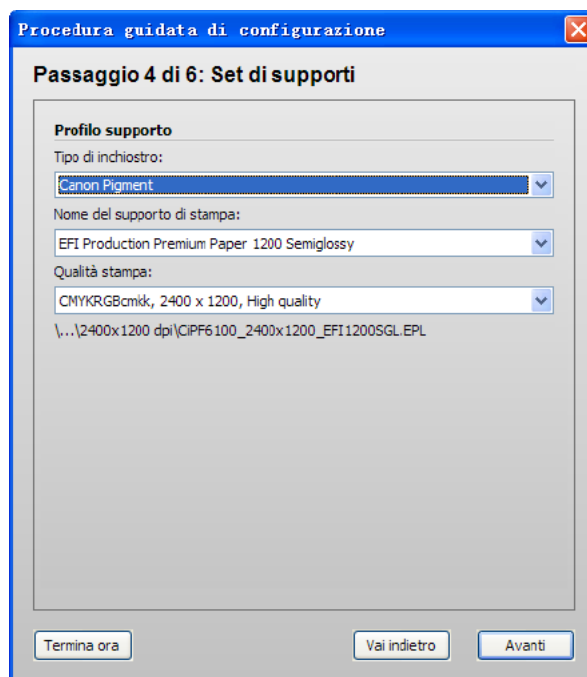 Procedura guidata di configurazione
Passaggio 4 di 6: Set di supporti
Profilo supporto
Tipo di inchiostro:
Canon Pigment
Nome del supporto di stampa:
EFI Production Premium Paper 1200 Semiglossy
Qualità stampa:
CMYKRGBcmkk, 2400 x 1200, High quality
\...\2400x1200 dpi\CiPF6100_2400x1200_EFI1200SGL.EPL
Termina ora
Vai indietro
Avanti